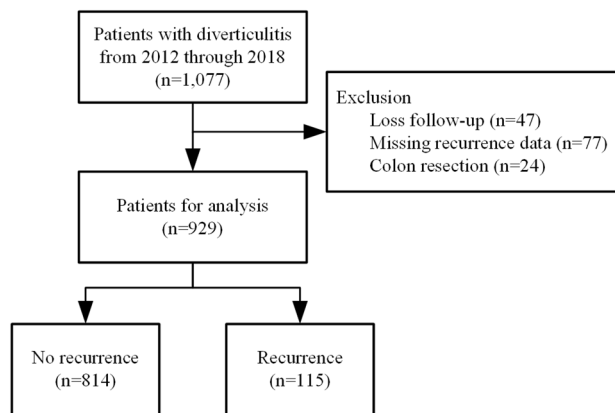 Patients with diverticulitis
from 2012 through 2018
(n=1,077)
Exclusion
Loss follow-up (n=47)
Missing recurrence data (n=77)
Colon resection (n=24)
Patients for analysis
(n=929)
No recurrence
(n=814)
Recurrence
(n=115)